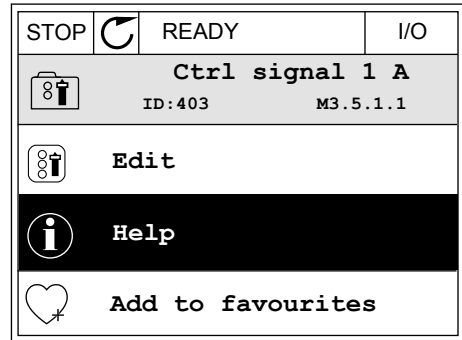 STOP READY I/O
Ctrl signal 1 A
ID:403 M3.5.1.1
Edit
Help
Add to favourites